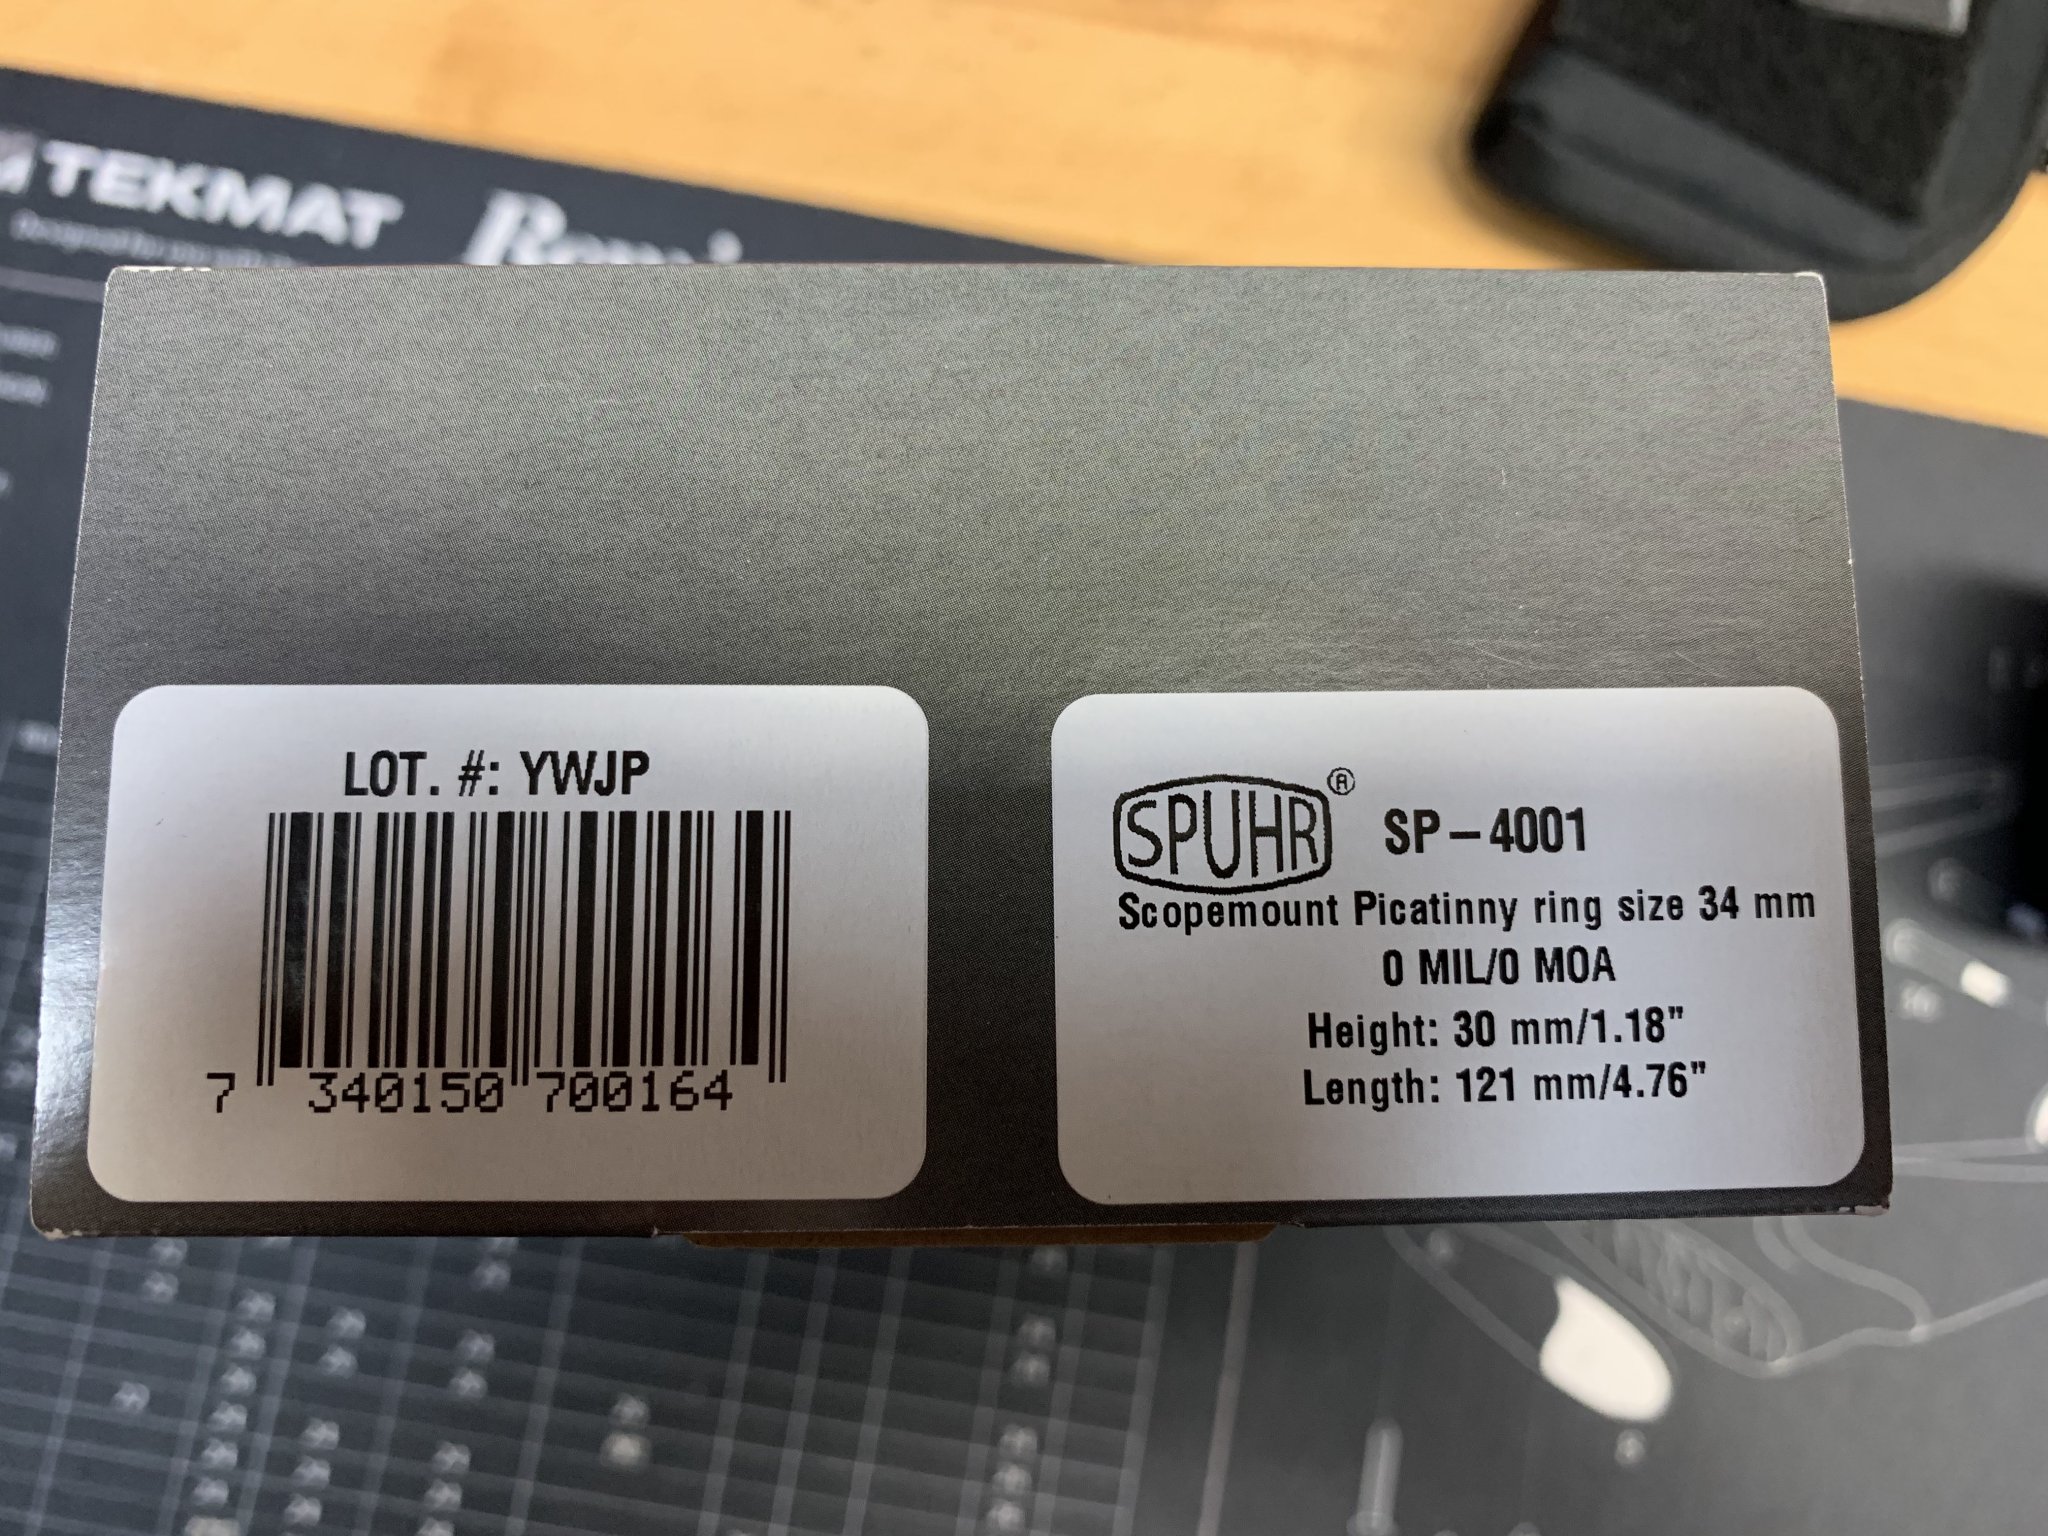 TEKMAT
LOT. #: YWJP
7 340150 700164
SPUHR® SP-4001
Scopemount Picatinny ring size 34 mm
0 MIL/0 MOA
Height: 30 mm/1.18"
Length: 121 mm/4.76"